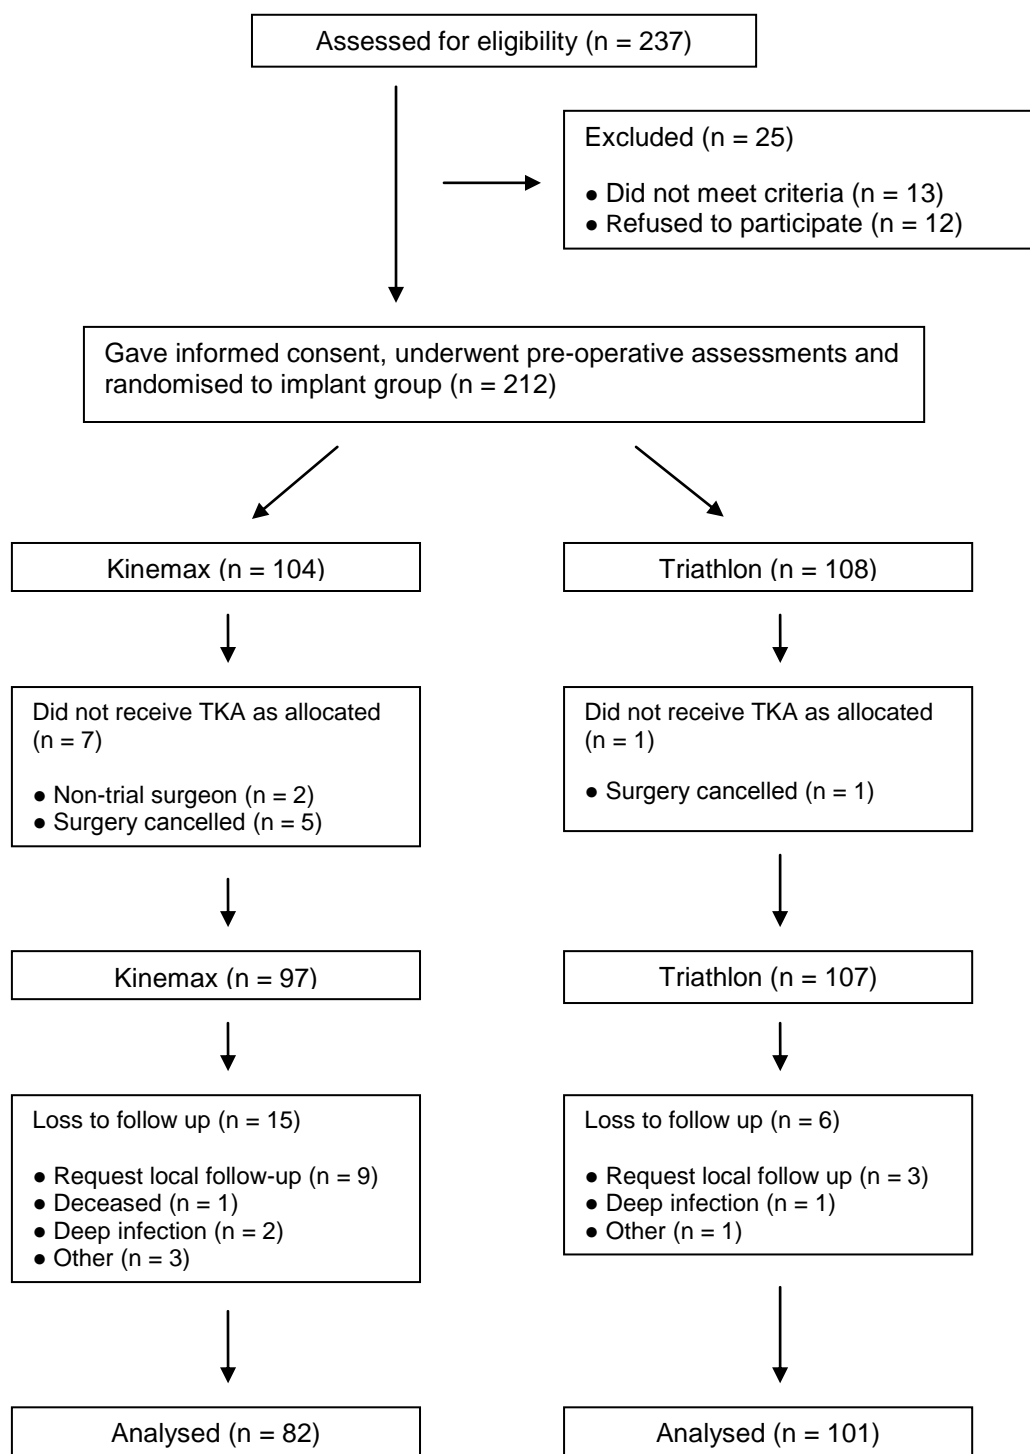 Assessed for eligibility (n = 237)
Excluded (n = 25)
● Did not meet criteria (n = 13)
● Refused to participate (n = 12)
Gave informed consent, underwent pre-operative assessments and
randomised to implant group (n = 212)
Kinemax (n = 104)
Triathlon (n = 108)
Did not receive TKA as allocated
(n = 7)
● Non-trial surgeon (n = 2)
● Surgery cancelled (n = 5)
Did not receive TKA as allocated
(n = 1)
● Surgery cancelled (n = 1)
Kinemax (n = 97)
Triathlon (n = 107)
Loss to follow up (n = 15)
● Request local follow-up (n = 9)
● Deceased (n = 1)
● Deep infection (n = 2)
● Other (n = 3)
Loss to follow up (n = 6)
● Request local follow up (n = 3)
● Deep infection (n = 1)
● Other (n = 1)
Analysed (n = 82)
Analysed (n = 101)